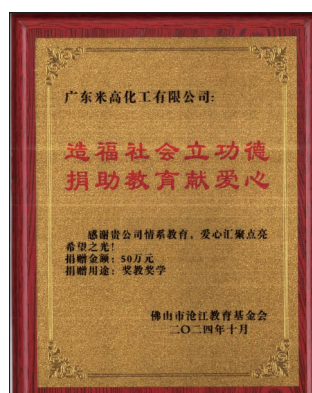 广东米高化工有限公司:
造福社会立功德
捐助教育献爱心
感谢贵公司情系教育、爱心汇聚点亮
希望之光!
捐赠金额:50万元
捐赠用途:奖教奖学
佛山市沧江教育基金会
二〇二四年十月